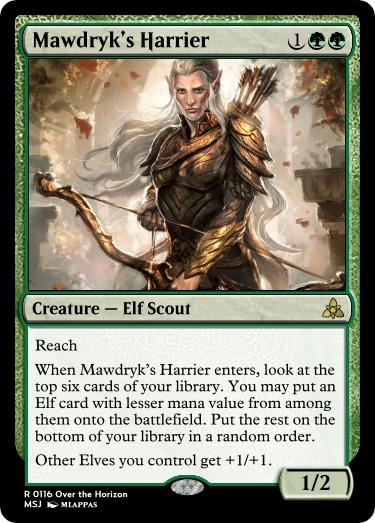 Mawdryk's Harrier 1
Creature — Elf Scout
Reach
When Mawdryk's Harrier enters, look at the
top six cards of your library. You may put an
Elf card with lesser mana value from among
them onto the battlefield. Put the rest on the
bottom of your library in a random order.
Other Elves you control get +1/+1.
1/2
R 0116 Over the Horizon
MSJ MLAPPAS